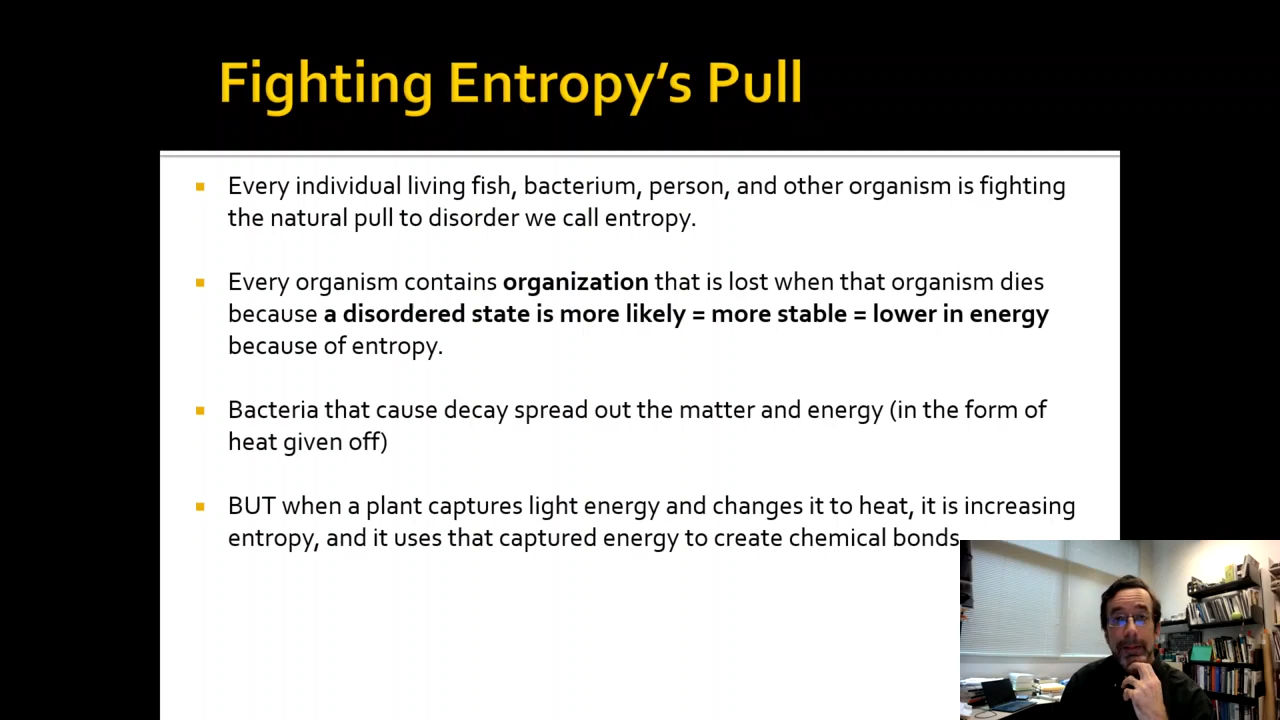 Fighting Entropy’s Pull
Every individual living fish, bacterium, person, and other organism is fighting
the natural pull to disorder we call entropy.
Every organism contains organization that is lost when that organism dies
because a disordered state is more likely = more stable = lower in energy
because of entropy.
Bacteria that cause decay spread out the matter and energy (in the form of
heat given off)
BUT when a plant captures light energy and changes it to heat, it is increasing
entropy, and it uses that captured energy to create chemical bonds